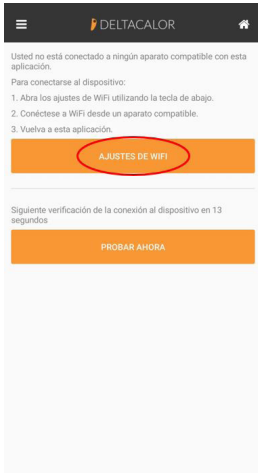 DELTACALOR
Usted no está conectado a ningún aparato compatible con esta
aplicación.
Para conectarse al dispositivo:
1. Abra los ajustes de WiFi utilizando la tecla de abajo.
2. Conéctese a WiFi desde un aparato compatible.
3. Vuelva a esta aplicación.
AJUSTES DE WIFI
Siguiente verificación de la conexión al dispositivo en 13
segundos
PROBAR AHORA